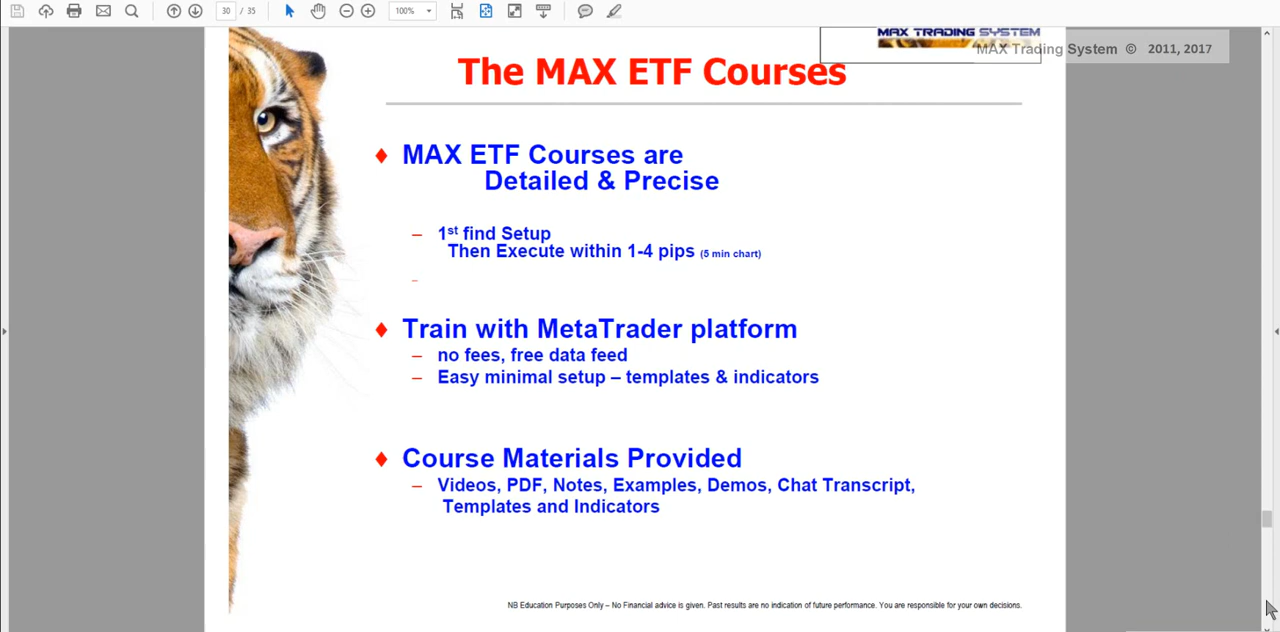 30 / 35
100%
MAX TRADING SYSTEM
MAX Trading System © 2011, 2017
The MAX ETF Courses
MAX ETF Courses are
Detailed & Precise
– 1st find Setup
Then Execute within 1-4 pips (5 min chart)
–
Train with MetaTrader platform
– no fees, free data feed
– Easy minimal setup – templates & indicators
Course Materials Provided
– Videos, PDF, Notes, Examples, Demos, Chat Transcript,
Templates and Indicators
NB Education Purposes Only – No Financial advice is given. Past results are no indication of future performance. You are responsible for your own decisions.